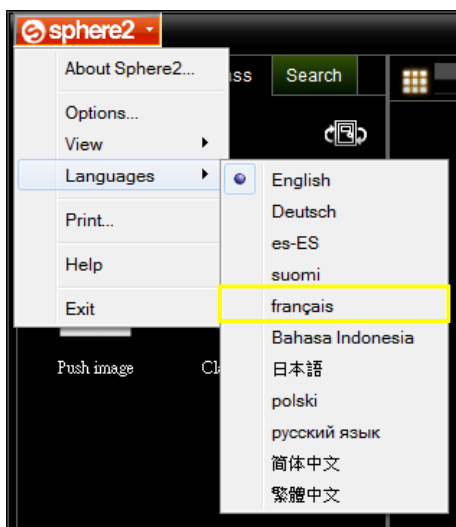 sphere2
About Sphere2...
ss
Search
Options...
View
Languages
English
Deutsch
es-ES
suomi
français
Bahasa Indonesia
日本語
polski
русский язык
简体中文
繁體中文
Print...
Help
Exit
Push image
Cl